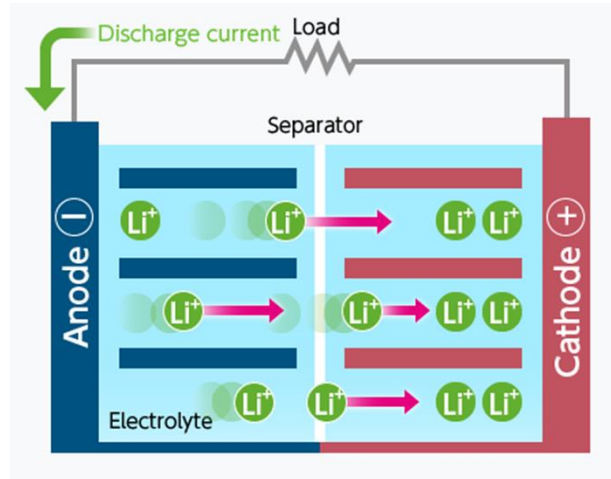 Discharge current
Load
Separator
Anode −
Li⁺
Li⁺
Li⁺ Li⁺
Li⁺
Li⁺
Li⁺ Li⁺
Li⁺
Li⁺
Li⁺ Li⁺
Electrolyte
Cathode +